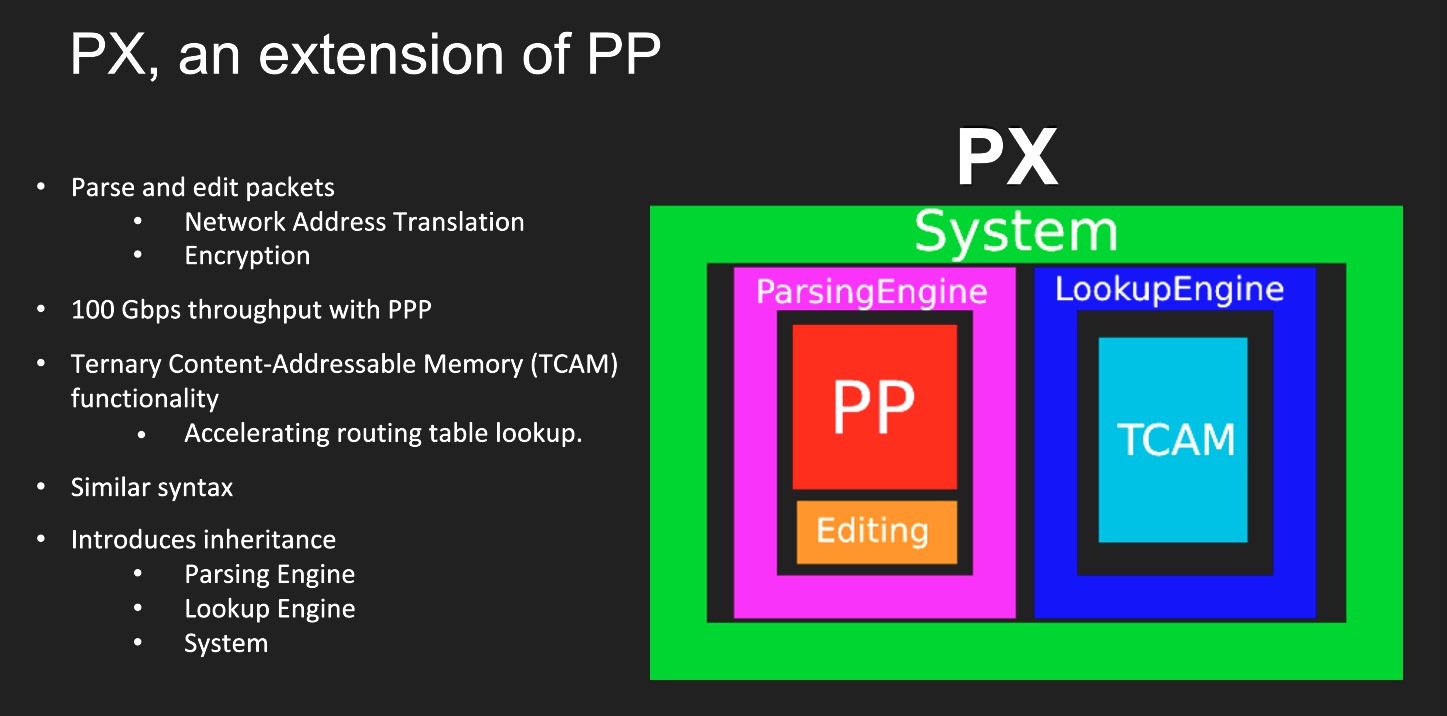 PX, an extension of PP
• Parse and edit packets
• Network Address Translation
• Encryption
• 100 Gbps throughput with PPP
• Ternary Content-Addressable Memory (TCAM)
functionality
• Accelerating routing table lookup.
• Similar syntax
• Introduces inheritance
• Parsing Engine
• Lookup Engine
• System
PX
System
ParsingEngine
PP
Editing
LookupEngine
TCAM